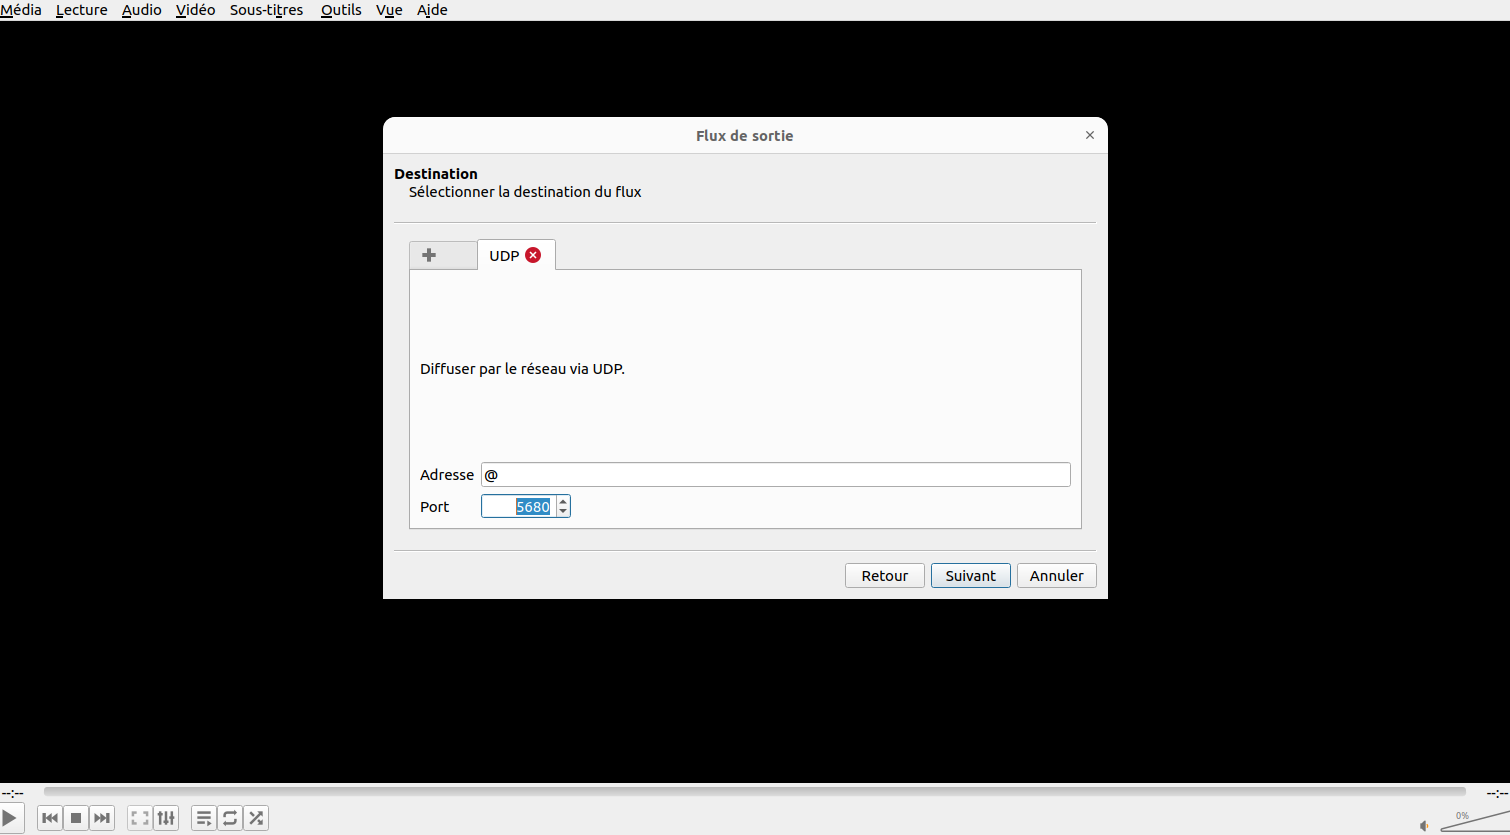 Média Lecture Audio Vidéo Sous-titres Outils Vue Aide
Flux de sortie
Destination
Sélectionner la destination du flux
UDP
Diffuser par le réseau via UDP.
Adresse @
Port 5680
Retour Suivant Annuler
--:-- --:--
0%